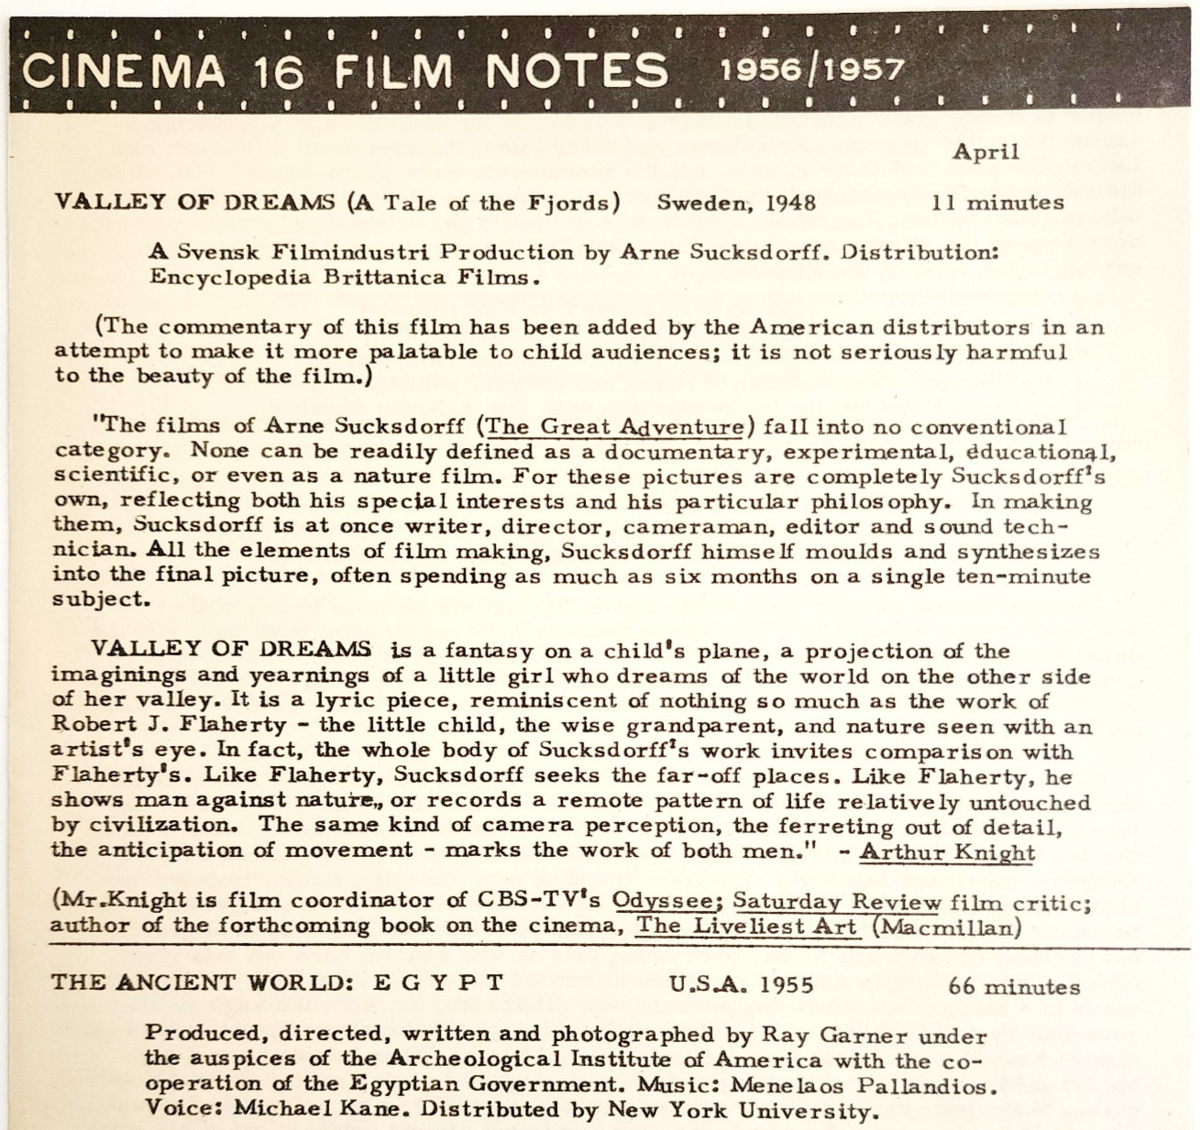 CINEMA 16 FILM NOTES 1956/1957
April
VALLEY OF DREAMS (A Tale of the Fjords) Sweden, 1948 11 minutes
A Svensk Filmindustri Production by Arne Sucksdorff. Distribution:
Encyclopedia Brittanica Films.
(The commentary of this film has been added by the American distributors in an
attempt to make it more palatable to child audiences; it is not seriously harmful
to the beauty of the film.)
"The films of Arne Sucksdorff (The Great Adventure) fall into no conventional
category. None can be readily defined as a documentary, experimental, educational,
scientific, or even as a nature film. For these pictures are completely Sucksdorff's
own, reflecting both his special interests and his particular philosophy. In making
them, Sucksdorff is at once writer, director, cameraman, editor and sound tech-
nician. All the elements of film making, Sucksdorff himself moulds and synthesizes
into the final picture, often spending as much as six months on a single ten-minute
subject.
VALLEY OF DREAMS is a fantasy on a child's plane, a projection of the
imaginings and yearnings of a little girl who dreams of the world on the other side
of her valley. It is a lyric piece, reminiscent of nothing so much as the work of
Robert J. Flaherty - the little child, the wise grandparent, and nature seen with an
artist's eye. In fact, the whole body of Sucksdorff's work invites comparison with
Flaherty's. Like Flaherty, Sucksdorff seeks the far-off places. Like Flaherty, he
shows man against nature,, or records a remote pattern of life relatively untouched
by civilization. The same kind of camera perception, the ferreting out of detail,
the anticipation of movement - marks the work of both men." - Arthur Knight
(Mr.Knight is film coordinator of CBS-TV's Odyssee; Saturday Review film critic;
author of the forthcoming book on the cinema, The Liveliest Art (Macmillan)
THE ANCIENT WORLD: E G Y P T U.S.A. 1955 66 minutes
Produced, directed, written and photographed by Ray Garner under
the auspices of the Archeological Institute of America with the co-
operation of the Egyptian Government. Music: Menelaos Pallandios.
Voice: Michael Kane. Distributed by New York University.